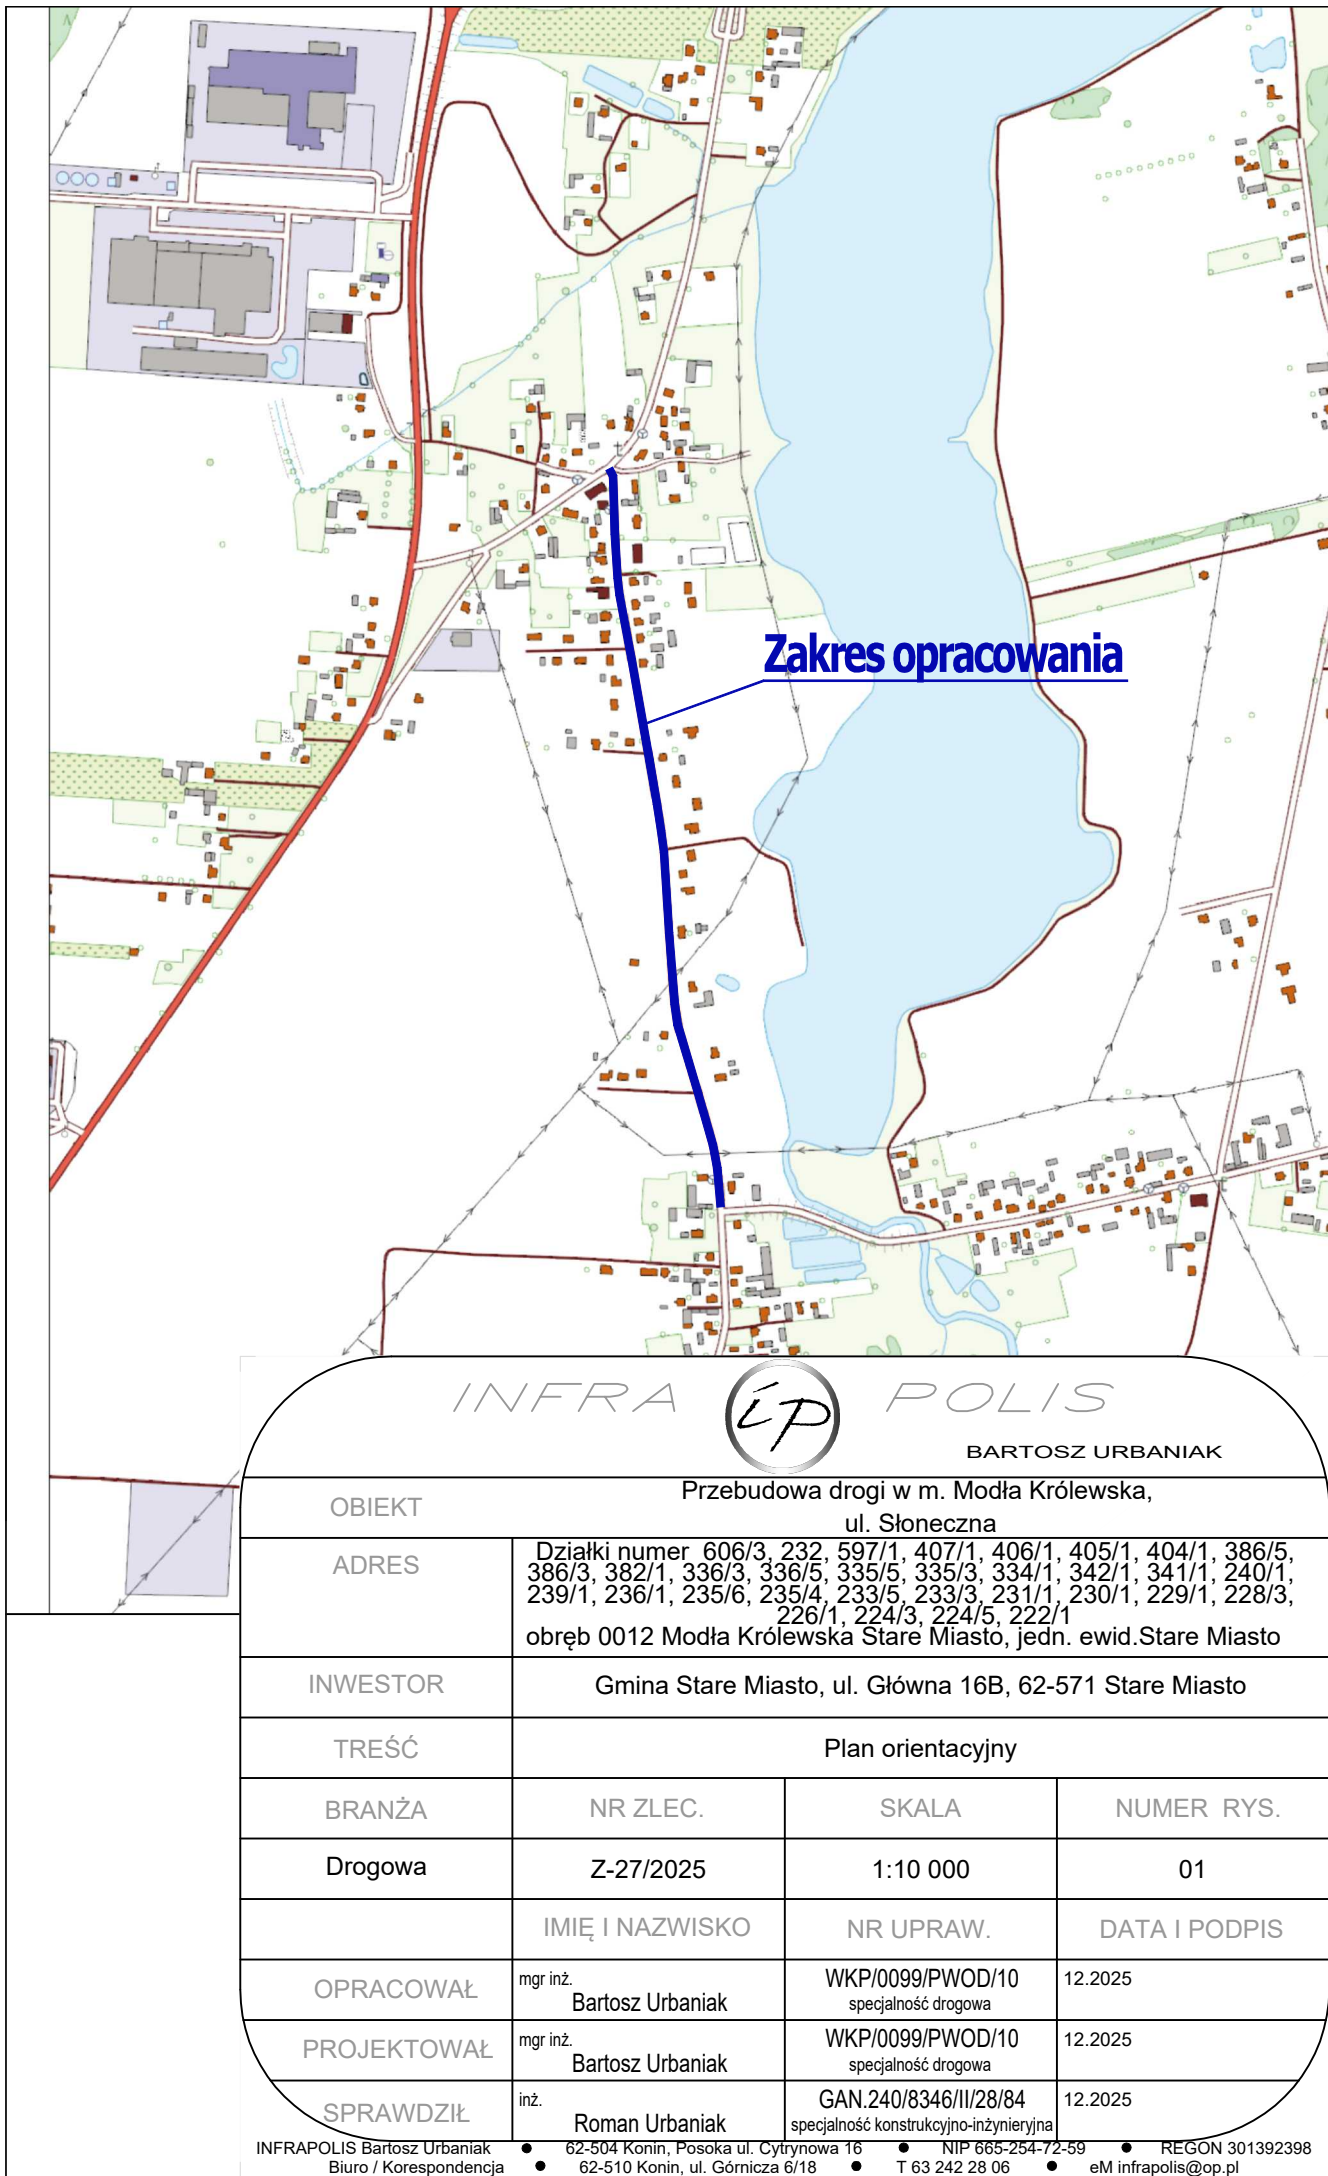 Zakres opracowania
INFRA ip POLIS
BARTOSZ URBANIAK
OBIEKT
Przebudowa drogi w m. Modła Królewska,
ul. Słoneczna
ADRES
Działki numer 606/3, 232, 597/1, 407/1, 406/1, 405/1, 404/1, 386/5,
386/3, 382/1, 336/3, 336/5, 335/5, 335/3, 334/1, 342/1, 341/1, 240/1,
239/1, 236/1, 235/6, 235/4, 233/5, 233/3, 231/1, 230/1, 229/1, 228/3,
226/1, 224/3, 224/5, 222/1
obręb 0012 Modła Królewska Stare Miasto, jedn. ewid.Stare Miasto
INWESTOR
Gmina Stare Miasto, ul. Główna 16B, 62-571 Stare Miasto
TREŚĆ
Plan orientacyjny
BRANŻA NR ZLEC. SKALA NUMER RYS.
Drogowa Z-27/2025 1:10 000 01
IMIĘ I NAZWISKO NR UPRAW. DATA I PODPIS
OPRACOWAŁ
mgr inż.
Bartosz Urbaniak
WKP/0099/PWOD/10
specjalność drogowa
12.2025
PROJEKTOWAŁ
mgr inż.
Bartosz Urbaniak
WKP/0099/PWOD/10
specjalność drogowa
12.2025
SPRAWDZIŁ
inż.
Roman Urbaniak
GAN.240/8346/II/28/84
specjalność konstrukcyjno-inżynieryjna
12.2025
INFRAPOLIS Bartosz Urbaniak ● 62-504 Konin, Posoka ul. Cytrynowa 16 ● NIP 665-254-72-59 ● REGON 301392398
Biuro / Korespondencja ● 62-510 Konin, ul. Górnicza 6/18 ● T 63 242 28 06 ● eM infrapolis@op.pl